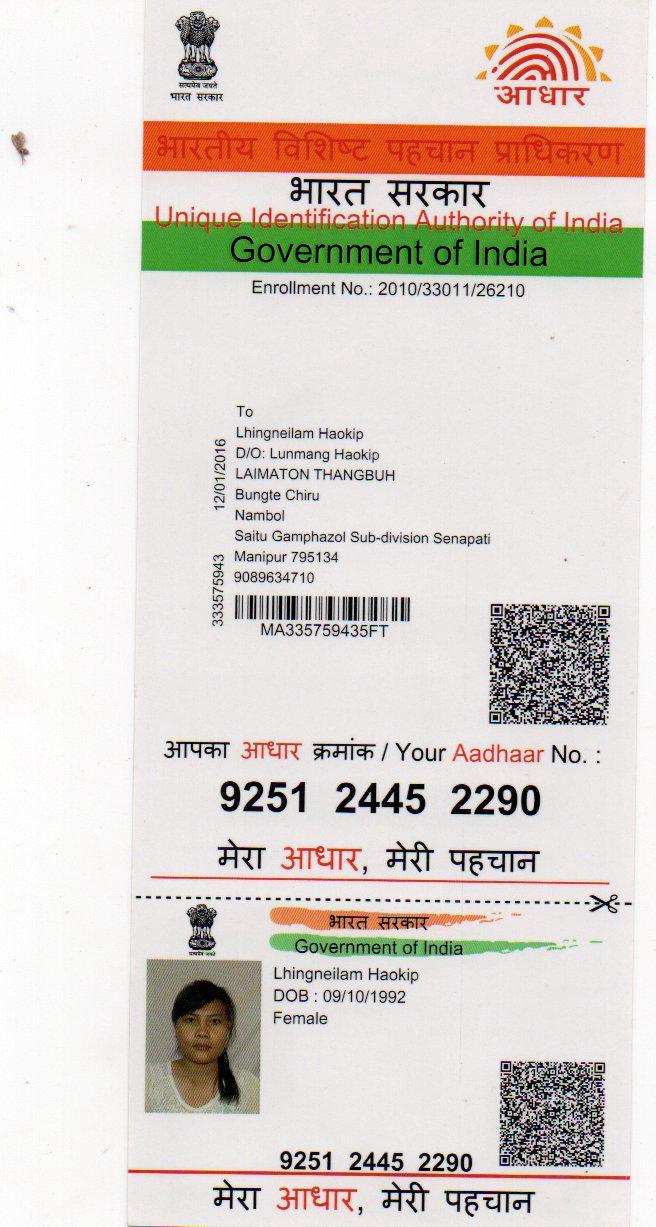 सत्यमेव जयते
भारत सरकार
आधार
भारतीय विशिष्ट पहचान प्राधिकरण
भारत सरकार
Unique Identification Authority of India
Government of India
Enrollment No.: 2010/33011/26210
To
Lhingneilam Haokip
D/O: Lunmang Haokip
LAIMATON THANGBUH
Bungte Chiru
Nambol
Saitu Gamphazol Sub-division Senapati
Manipur 795134
9089634710
12/01/2016
333575943
MA335759435FT
आपका आधार क्रमांक / Your Aadhaar No. :
9251 2445 2290
मेरा आधार, मेरी पहचान
सत्यमेव जयते
भारत सरकार
Government of India
Lhingneilam Haokip
DOB : 09/10/1992
Female
9251 2445 2290
मेरा आधार, मेरी पहचान